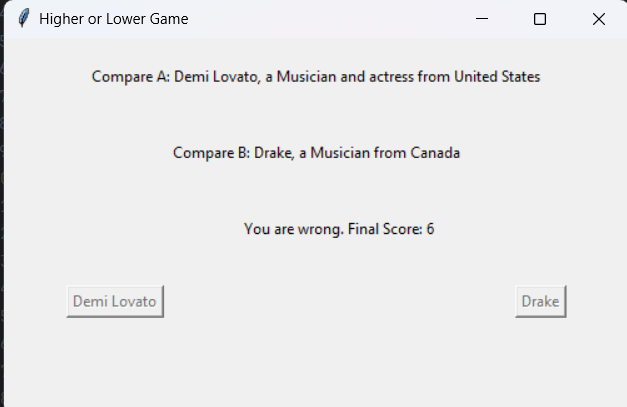 Higher or Lower Game
Compare A: Demi Lovato, a Musician and actress from United States
Compare B: Drake, a Musician from Canada
You are wrong. Final Score: 6
Demi Lovato
Drake